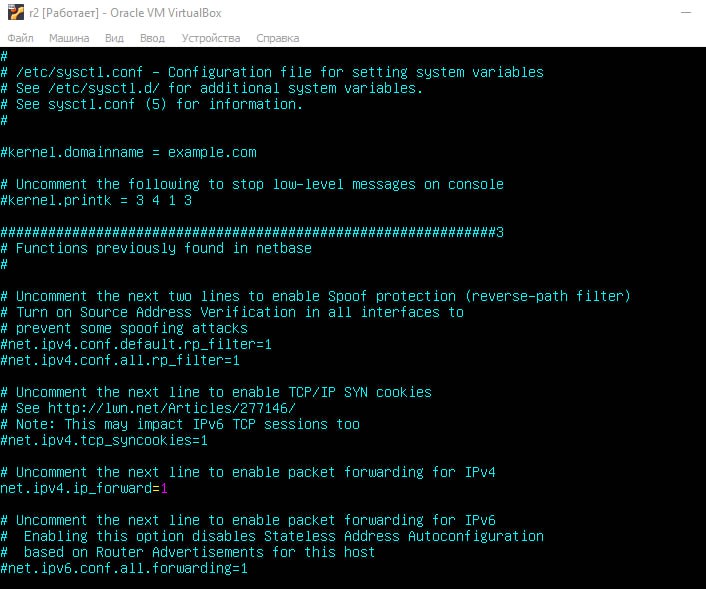 r2 [Работает] - Oracle VM VirtualBox
Файл Машина Вид Ввод Устройства Справка
#
# /etc/sysctl.conf - Configuration file for setting system variables
# See /etc/sysctl.d/ for additional system variables.
# See sysctl.conf (5) for information.
#
#kernel.domainname = example.com
# Uncomment the following to stop low-level messages on console
#kernel.printk = 3 4 1 3
##############################################################3
# Functions previously found in netbase
#
# Uncomment the next two lines to enable Spoof protection (reverse-path filter)
# Turn on Source Address Verification in all interfaces to
# prevent some spoofing attacks
#net.ipv4.conf.default.rp_filter=1
#net.ipv4.conf.all.rp_filter=1
# Uncomment the next line to enable TCP/IP SYN cookies
# See http://lwn.net/Articles/277146/
# Note: This may impact IPv6 TCP sessions too
#net.ipv4.tcp_syncookies=1
# Uncomment the next line to enable packet forwarding for IPv4
net.ipv4.ip_forward=1
# Uncomment the next line to enable packet forwarding for IPv6
#  Enabling this option disables Stateless Address Autoconfiguration
#  based on Router Advertisements for this host
#net.ipv6.conf.all.forwarding=1